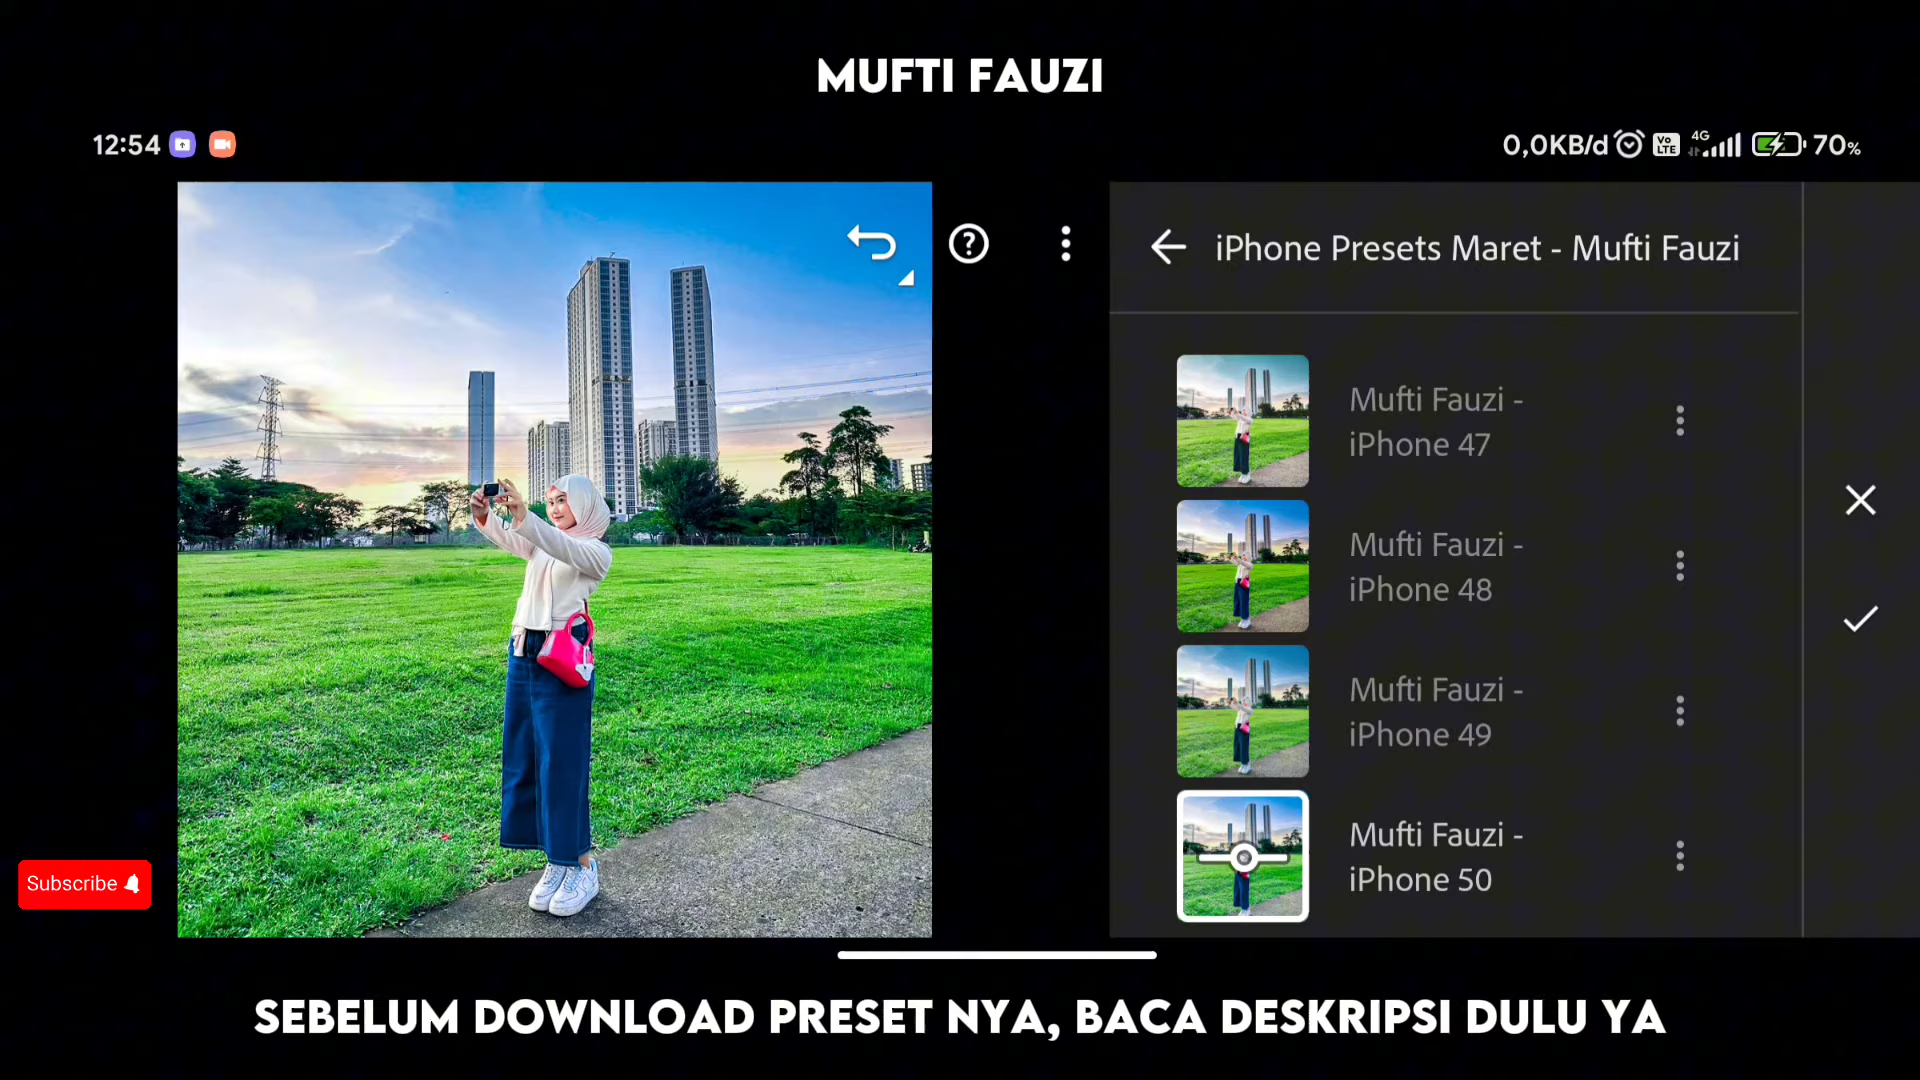 MUFTI FAUZI
12:54
0,0KB/d
Vo
LTE
4G
70%
iPhone Presets Maret - Mufti Fauzi
Mufti Fauzi -
iPhone 47
Mufti Fauzi -
iPhone 48
Mufti Fauzi -
iPhone 49
Mufti Fauzi -
iPhone 50
Subscribe
SEBELUM DOWNLOAD PRESET NYA, BACA DESKRIPSI DULU YA